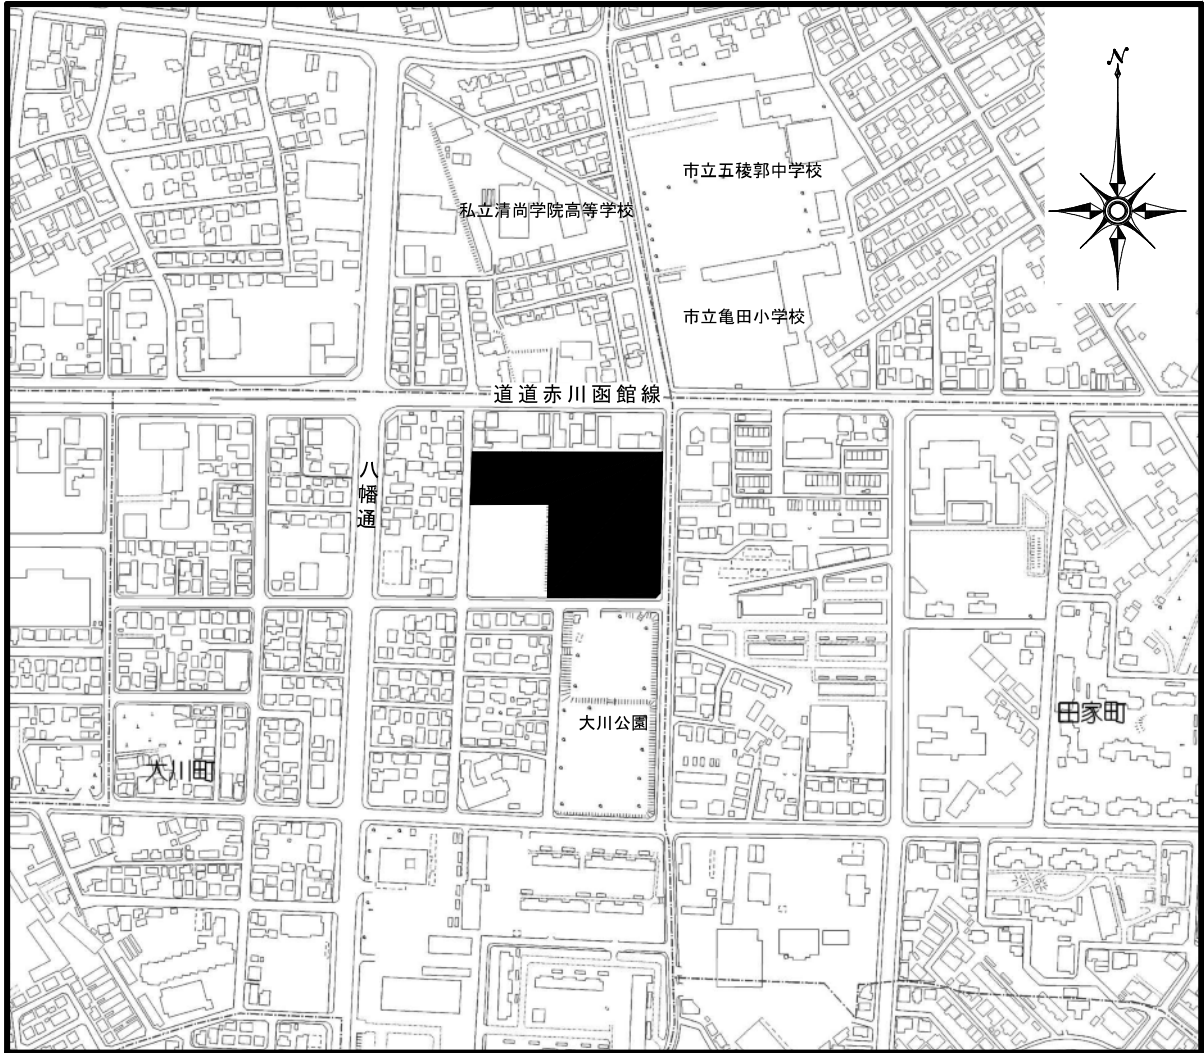 N
市立五稜郭中学校
私立清尚学院高等学校
市立亀田小学校
道道赤川函館線
八幡通
大川公園
田家町
大川町